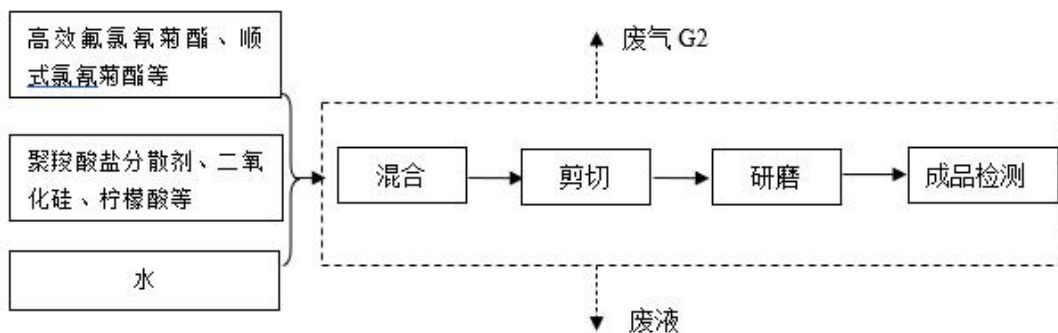 高效氟氯氰菊酯、顺
式氯氰菊酯等
废气 G2
聚羧酸盐分散剂、二氧
化硅、柠檬酸等
混合
剪切
研磨
成品检测
水
废液